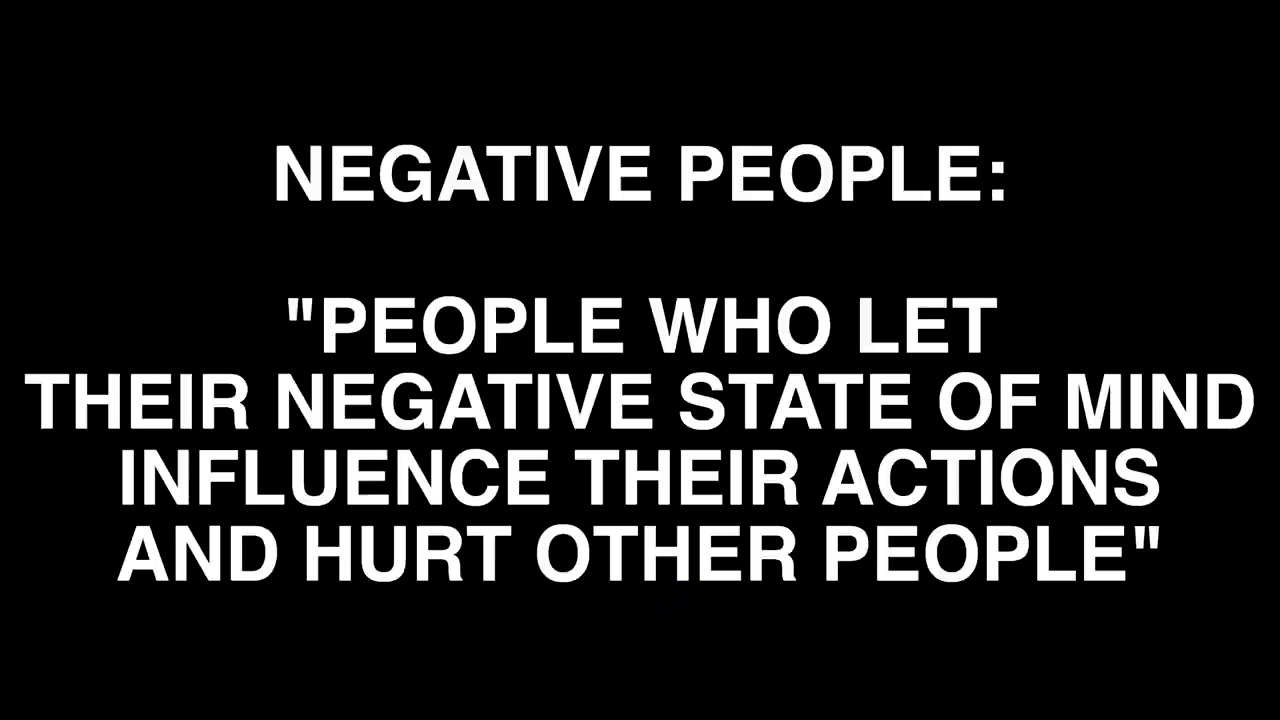 NEGATIVE PEOPLE:
"PEOPLE WHO LET
THEIR NEGATIVE STATE OF MIND
INFLUENCE THEIR ACTIONS
AND HURT OTHER PEOPLE"